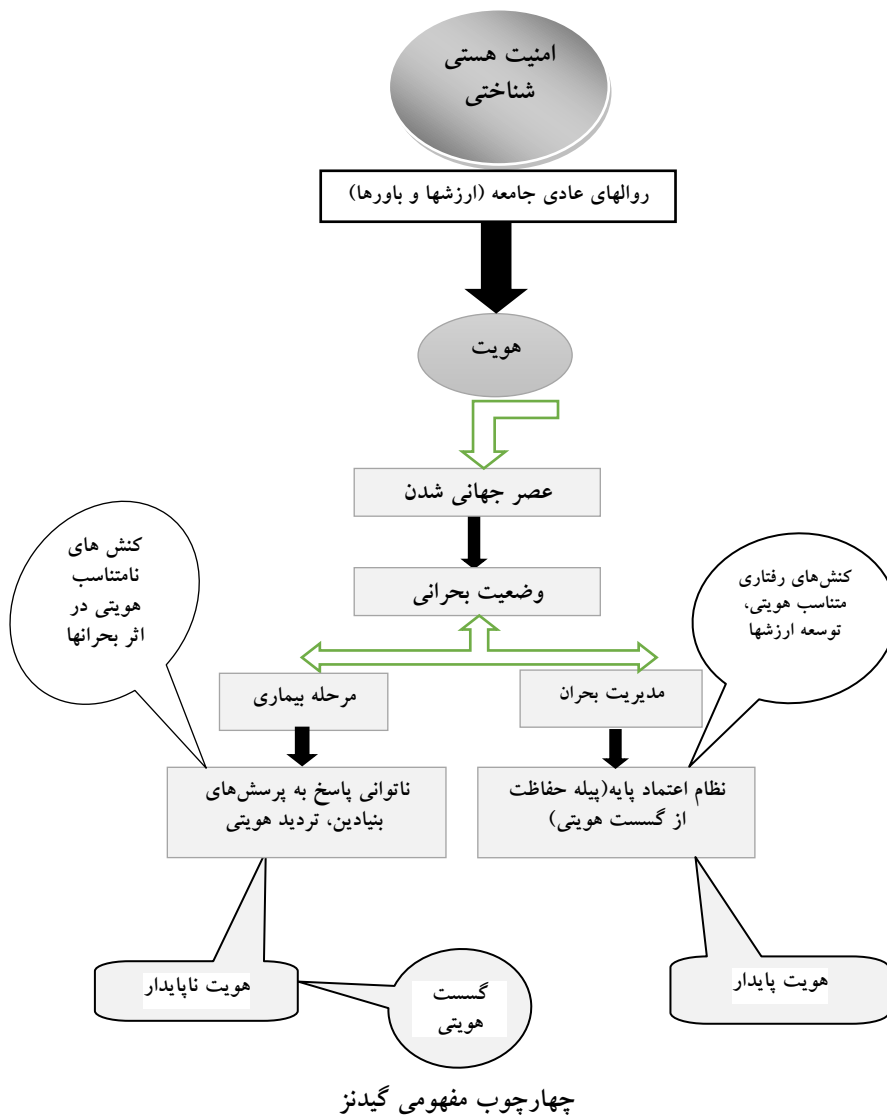 امنیت هستی
شناختی
روالهای عادی جامعه (ارزشها و باورها)
هویت
عصر جهانی شدن
وضعیت بحرانی
کنش‌های رفتاری
متناسب هویتی،
توسعه ارزشها
کنش های
نامتناسب
هویتی در
اثر بحرانها
مدیریت بحران
مرحله بیماری
نظام اعتماد پایه(پیله حفاظت
از گسست هویتی)
ناتوانی پاسخ به پرسش‌های
بنیادین، تردید هویتی
هویت پایدار
گسست
هویتی
هویت ناپایدار
چهارچوب مفهومی گیدنز